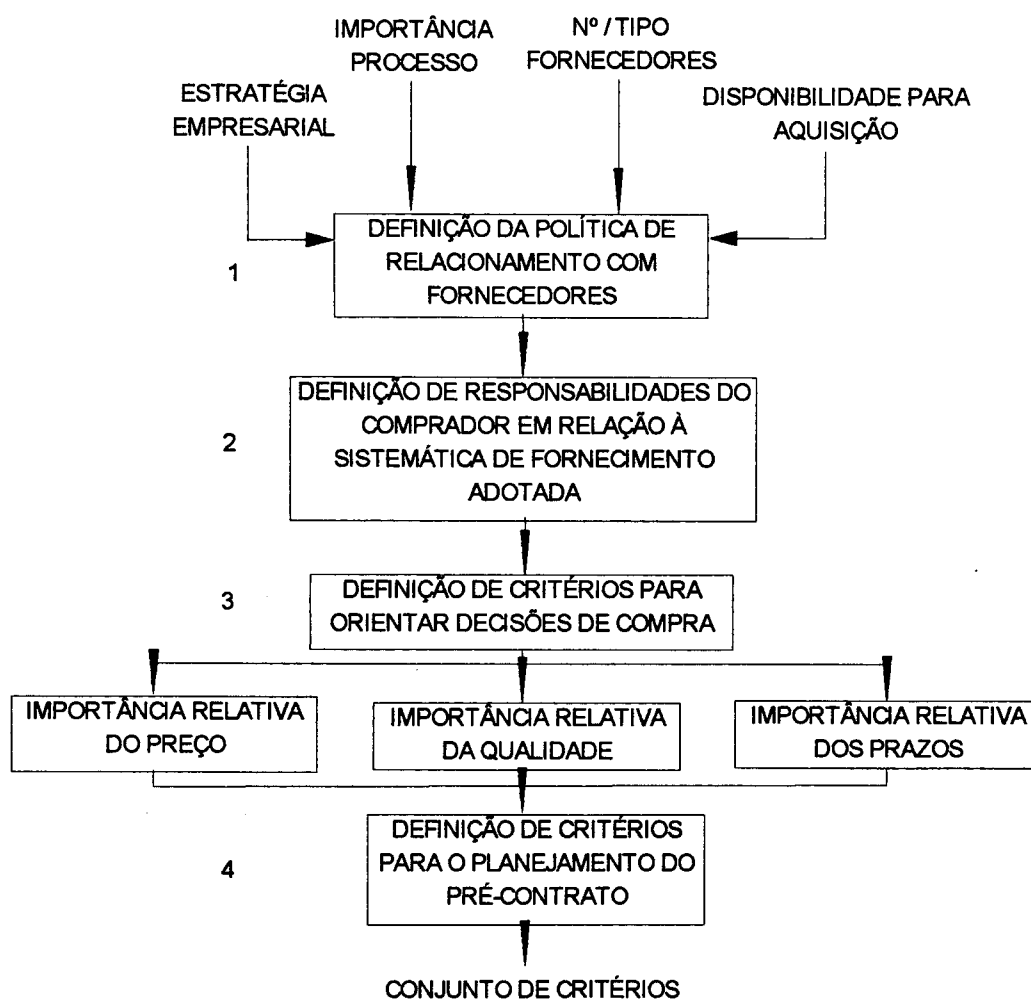 IMPORTÂNCIA
PROCESSO
Nº / TIPO
FORNECEDORES
ESTRATÉGIA
EMPRESARIAL
DISPONIBILIDADE PARA
AQUISIÇÃO
1
DEFINIÇÃO DA POLÍTICA DE
RELACIONAMENTO COM
FORNECEDORES
2
DEFINIÇÃO DE RESPONSABILIDADES DO
COMPRADOR EM RELAÇÃO À
SISTEMÁTICA DE FORNECIMENTO
ADOTADA
3
DEFINIÇÃO DE CRITÉRIOS PARA
ORIENTAR DECISÕES DE COMPRA
IMPORTÂNCIA RELATIVA
DO PREÇO
IMPORTÂNCIA RELATIVA
DA QUALIDADE
IMPORTÂNCIA RELATIVA
DOS PRAZOS
4
DEFINIÇÃO DE CRITÉRIOS
PARA O PLANEJAMENTO DO
PRÉ-CONTRATO
CONJUNTO DE CRITÉRIOS